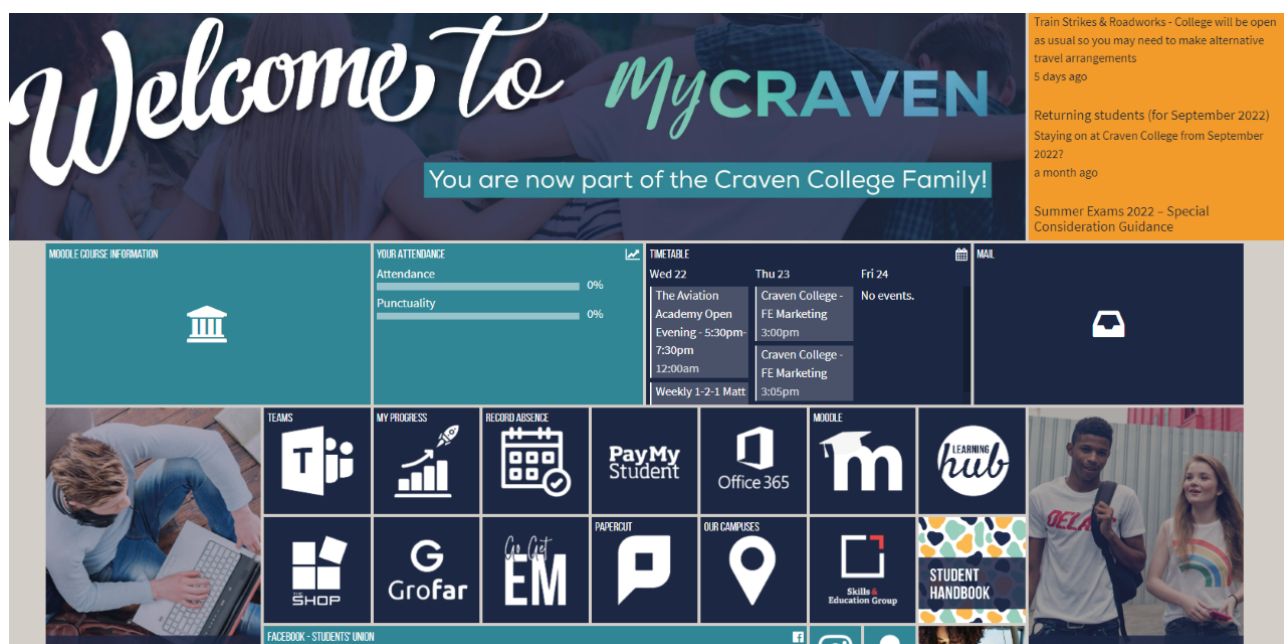 Welcome to
MyCRAVEN
You are now part of the Craven College Family!
Train Strikes & Roadworks - College will be open
as usual so you may need to make alternative
travel arrangements
5 days ago
Returning students (for September 2022)
Staying on at Craven College from September
2022?
a month ago
Summer Exams 2022 – Special
Consideration Guidance
MOODLE COURSE INFORMATION
YOUR ATTENDANCE
Attendance
0%
Punctuality
0%
TIMETABLE
Wed 22
The Aviation
Academy Open
Evening - 5:30pm-
7:30pm
12:00am
Weekly 1-2-1 Matt
Thu 23
Craven College -
FE Marketing
3:00pm
Craven College -
FE Marketing
3:05pm
Fri 24
No events.
MAIL
TEAMS
T
MY PROGRESS
RECORD ABSENCE
PayMy
Student
Office 365
MOODLE
m
LEARNING
hub
THE
SHOP
G
Grofar
Go Get
EM
PAPERCUT
OUR CAMPUSES
Skills &
Education Group
STUDENT
HANDBOOK
FACEBOOK - STUDENTS' UNION